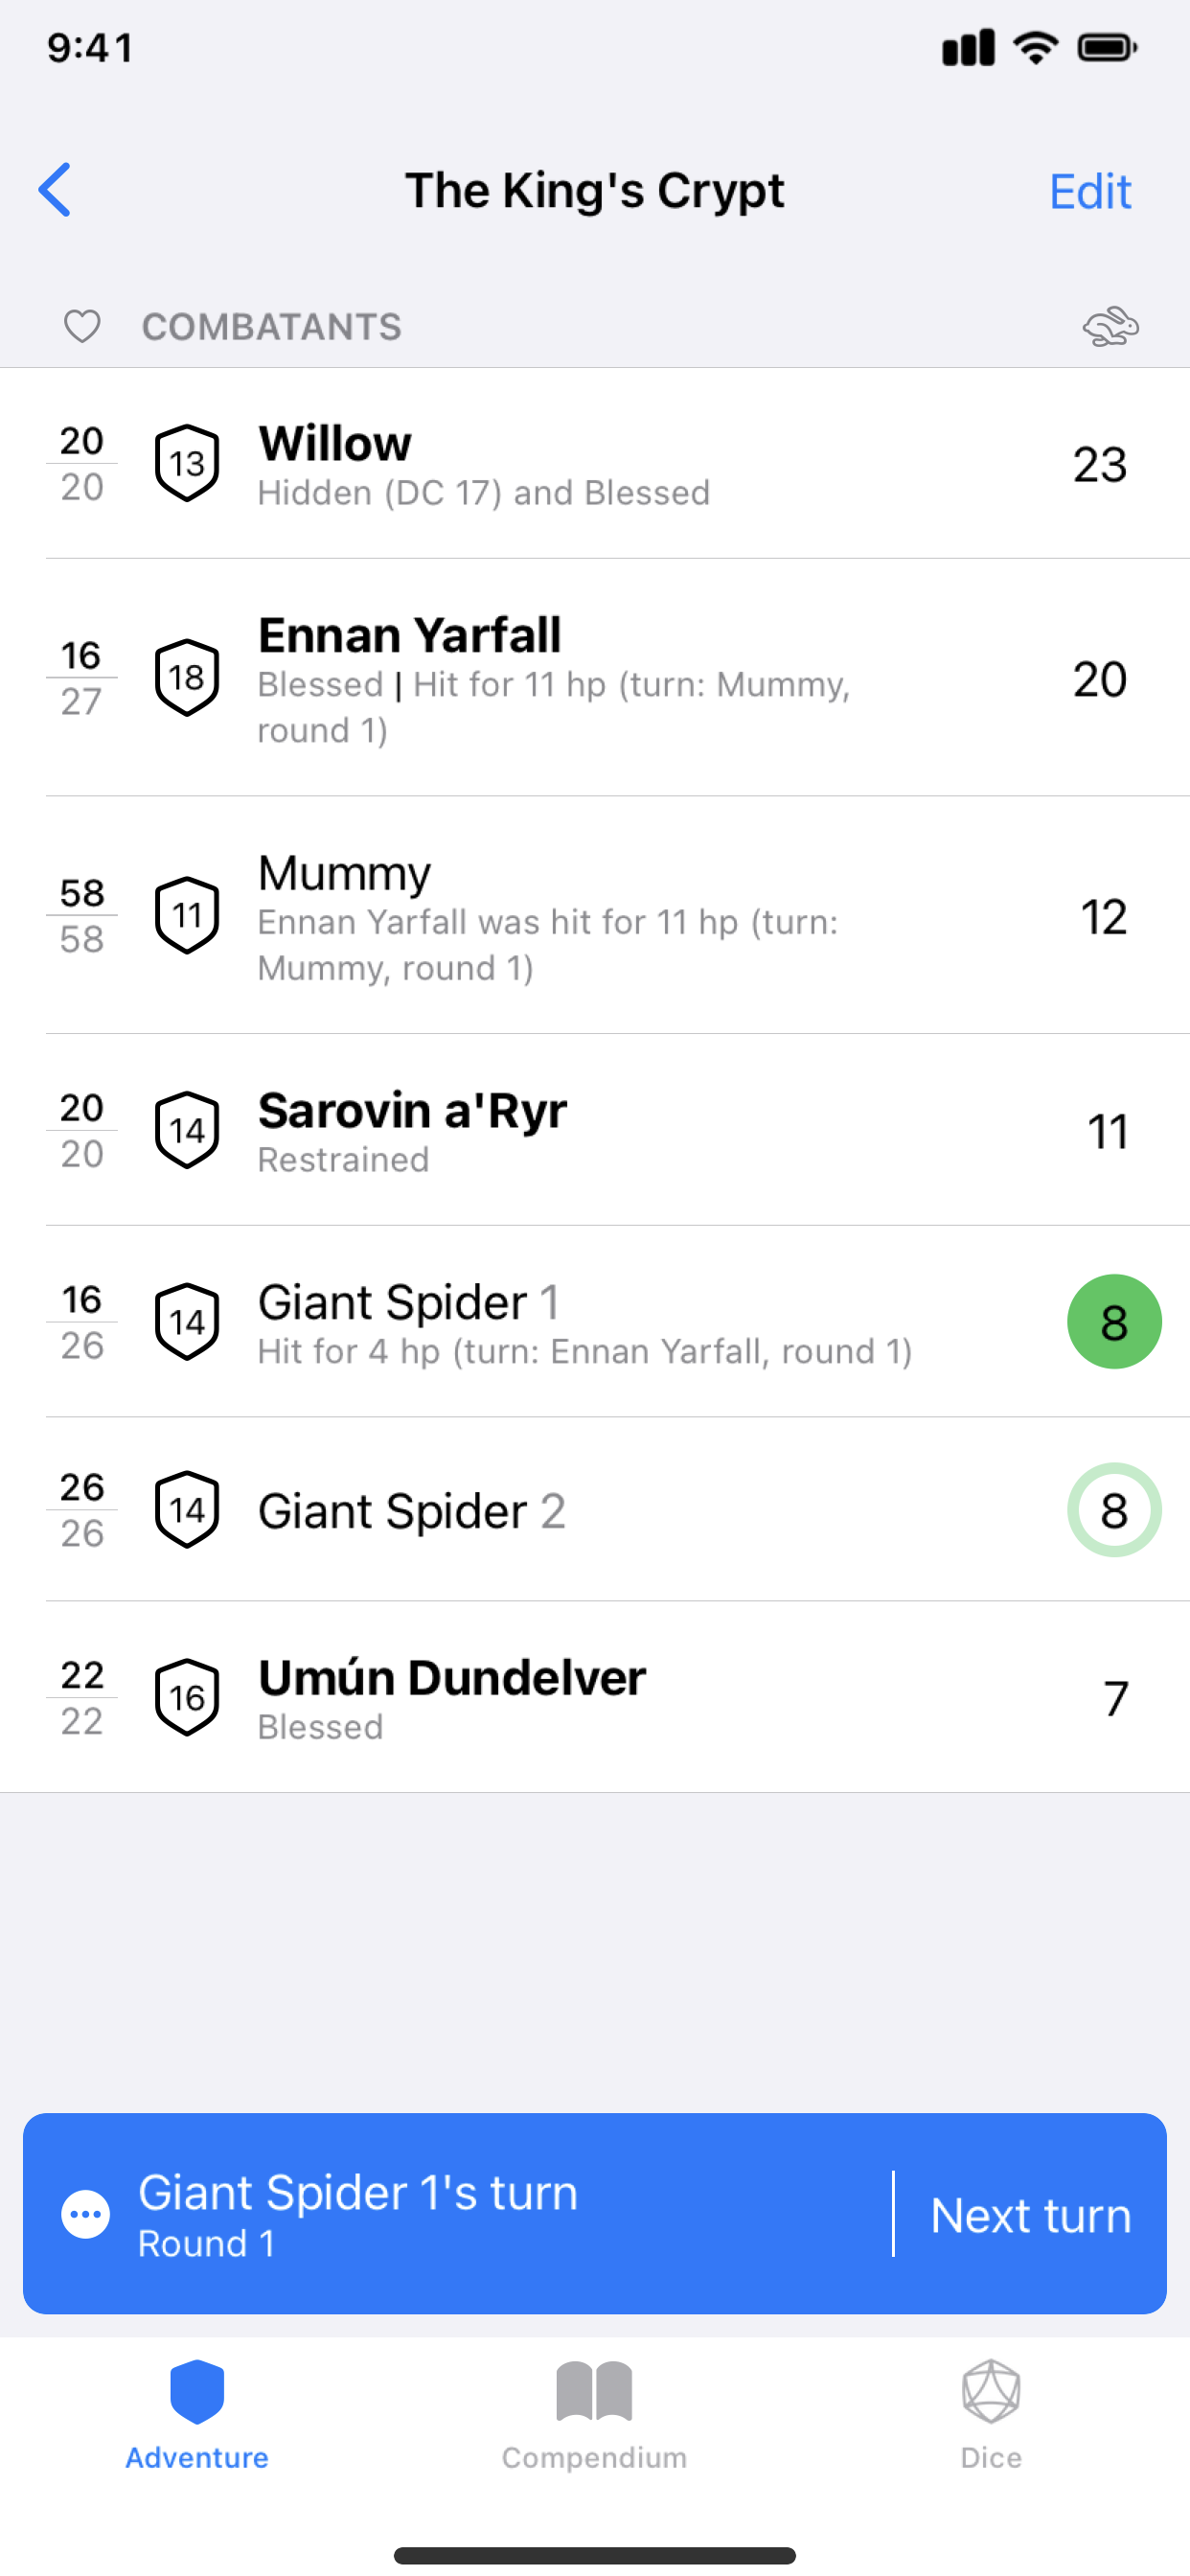 9:41
The King's Crypt
Edit
COMBATANTS
20
20
13
Willow
Hidden (DC 17) and Blessed
23
16
27
18
Ennan Yarfall
Blessed | Hit for 11 hp (turn: Mummy,
round 1)
20
58
58
11
Mummy
Ennan Yarfall was hit for 11 hp (turn:
Mummy, round 1)
12
20
20
14
Sarovin a'Ryr
Restrained
11
16
26
14
Giant Spider 1
Hit for 4 hp (turn: Ennan Yarfall, round 1)
8
26
26
14
Giant Spider 2
8
22
22
16
Umún Dundelver
Blessed
7
Giant Spider 1's turn
Round 1
Next turn
Adventure
Compendium
Dice